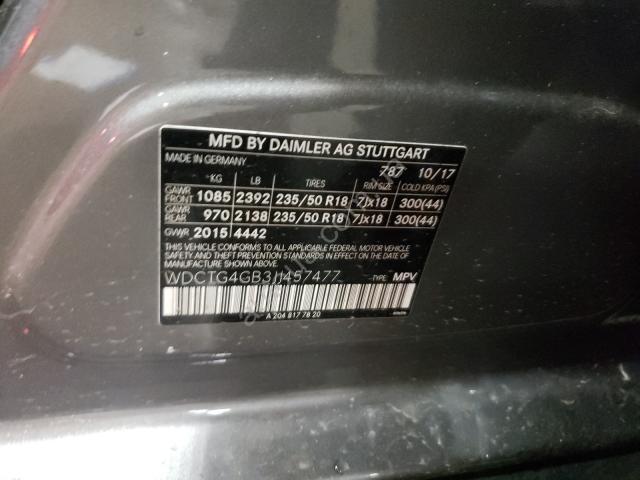 MFD BY DAIMLER AG STUTTGART
MADE IN GERMANY 787 10/17
KG LB TIRES RIM SIZE COLD KPA (PSI)
GAWR FRONT 1085 2392 235/50 R18 7Jx18 300(44)
GAWR REAR 970 2138 235/50 R18 7Jx18 300(44)
GVWR 2015 4442
THIS VEHICLE CONFORMS TO ALL APPLICABLE FEDERAL MOTOR VEHICLE
SAFETY AND THEFT PREVENTION STANDARDS IN EFFECT
ON THE DATE OF MANUFACTURE SHOWN ABOVE.
WDCTG4GB3JJ457477 TYPE: MPV
A 204 817 78 20